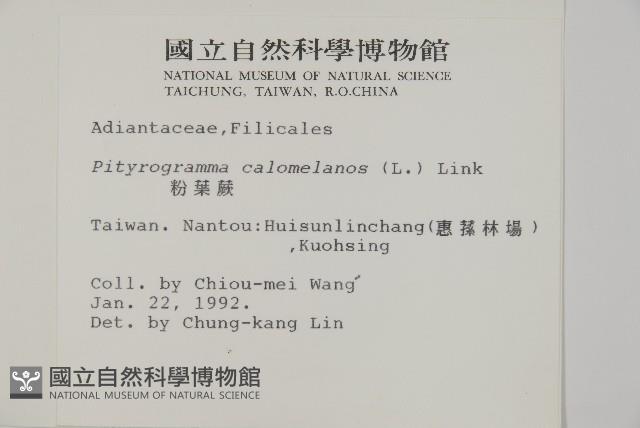 國立自然科學博物館
NATIONAL MUSEUM OF NATURAL SCIENCE
TAICHUNG, TAIWAN, R.O.CHINA
Adiantaceae,Filicales
Pityrogramma calomelanos (L.) Link
粉葉蕨
Taiwan. Nantou:Huisunlinchang(惠蓀林場)
,Kuohsing
Coll. by Chiou-mei Wang
Jan. 22, 1992.
Det. by Chung-kang Lin
國立自然科學博物館
NATIONAL MUSEUM OF NATURAL SCIENCE